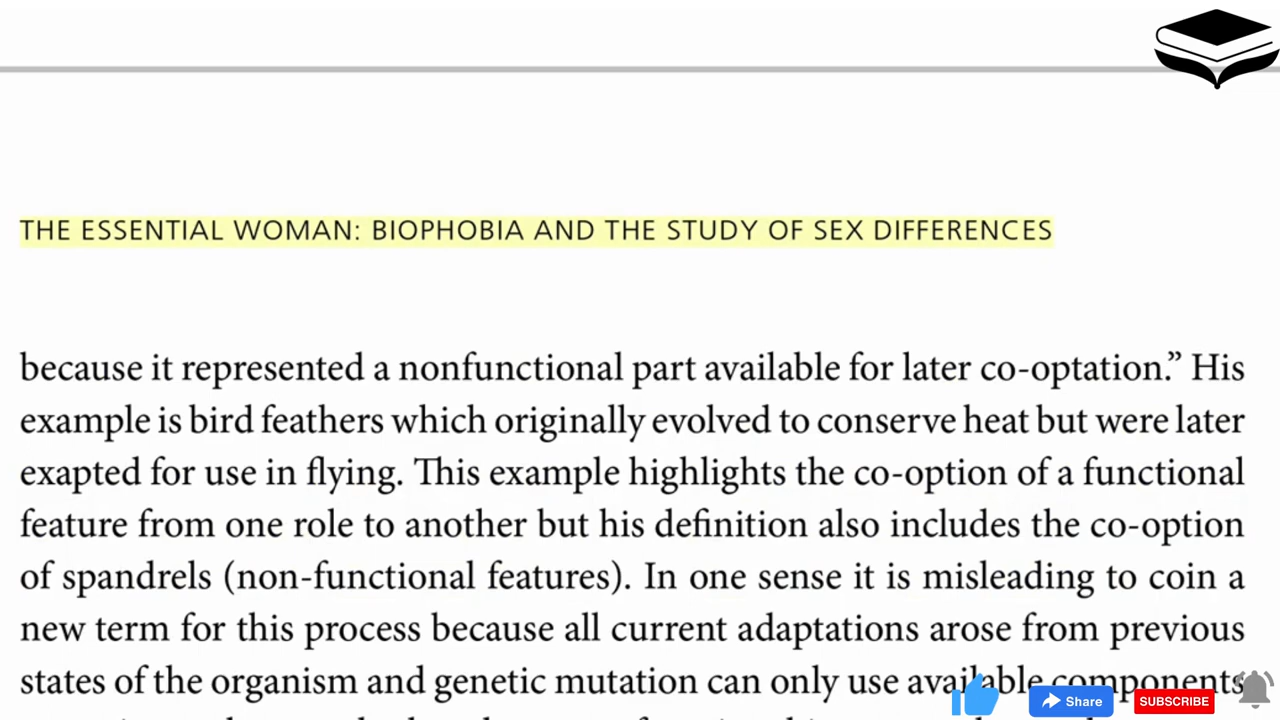 THE ESSENTIAL WOMAN: BIOPHOBIA AND THE STUDY OF SEX DIFFERENCES
because it represented a nonfunctional part available for later co-optation.” His
example is bird feathers which originally evolved to conserve heat but were later
exapted for use in flying. This example highlights the co-option of a functional
feature from one role to another but his definition also includes the co-option
of spandrels (non-functional features). In one sense it is misleading to coin a
new term for this process because all current adaptations arose from previous
states of the organism and genetic mutation can only use available components
Share
SUBSCRIBE